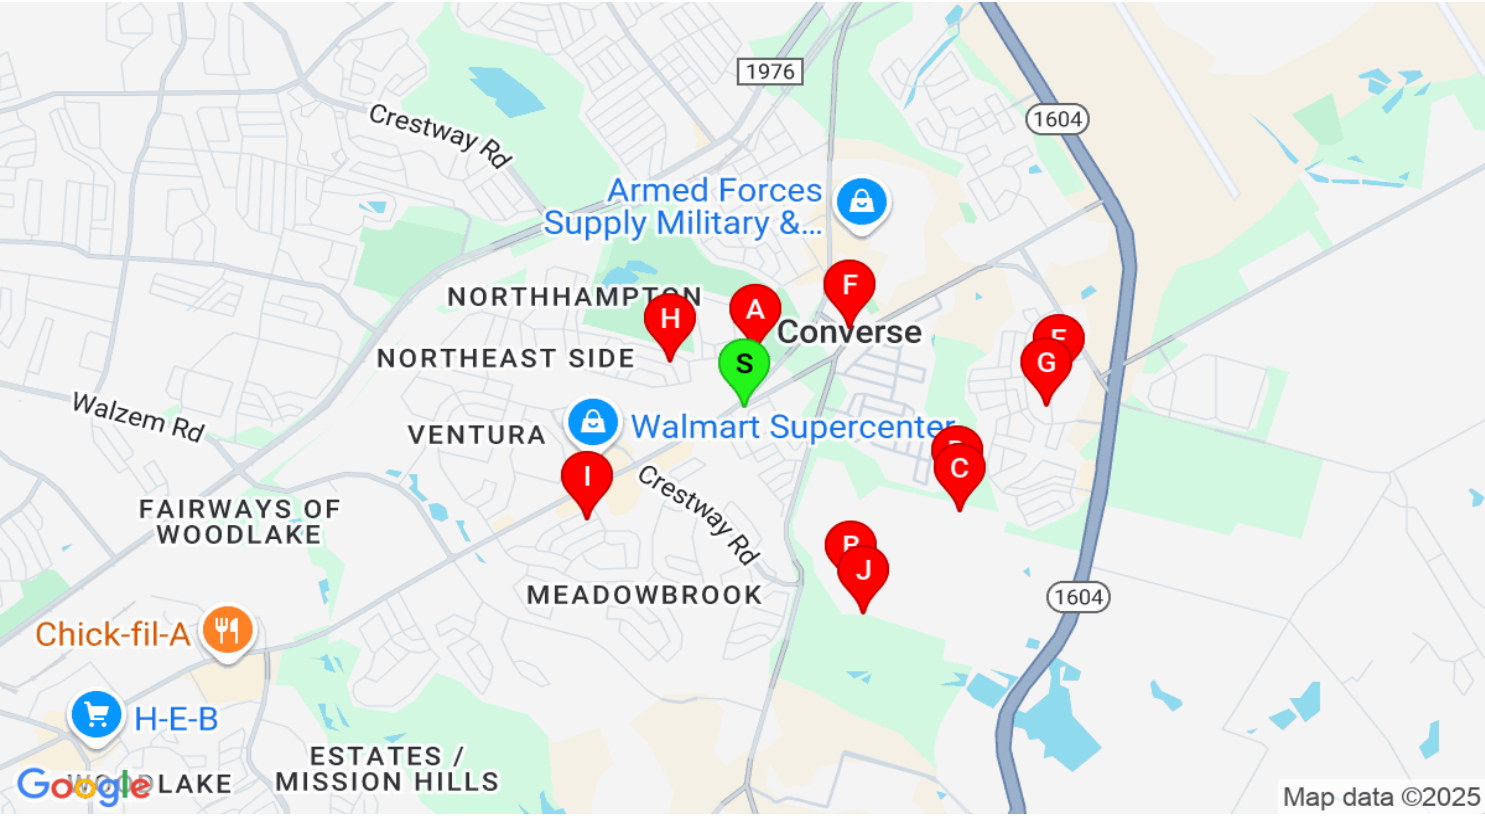 1976
Crestway Rd
1604
Armed Forces
Supply Military &...
NORTHHAMPTON
H
A
F
Converse
NORTHEAST SIDE
S
E
G
Walzem Rd
VENTURA
Walmart Supercenter
I
Crestway Rd
C
FAIRWAYS OF
WOODLAKE
B
J
MEADOWBROOK
1604
Chick-fil-A
H-E-B
ESTATES /
MISSION HILLS
WOODLAKE
Google
Map data ©2025